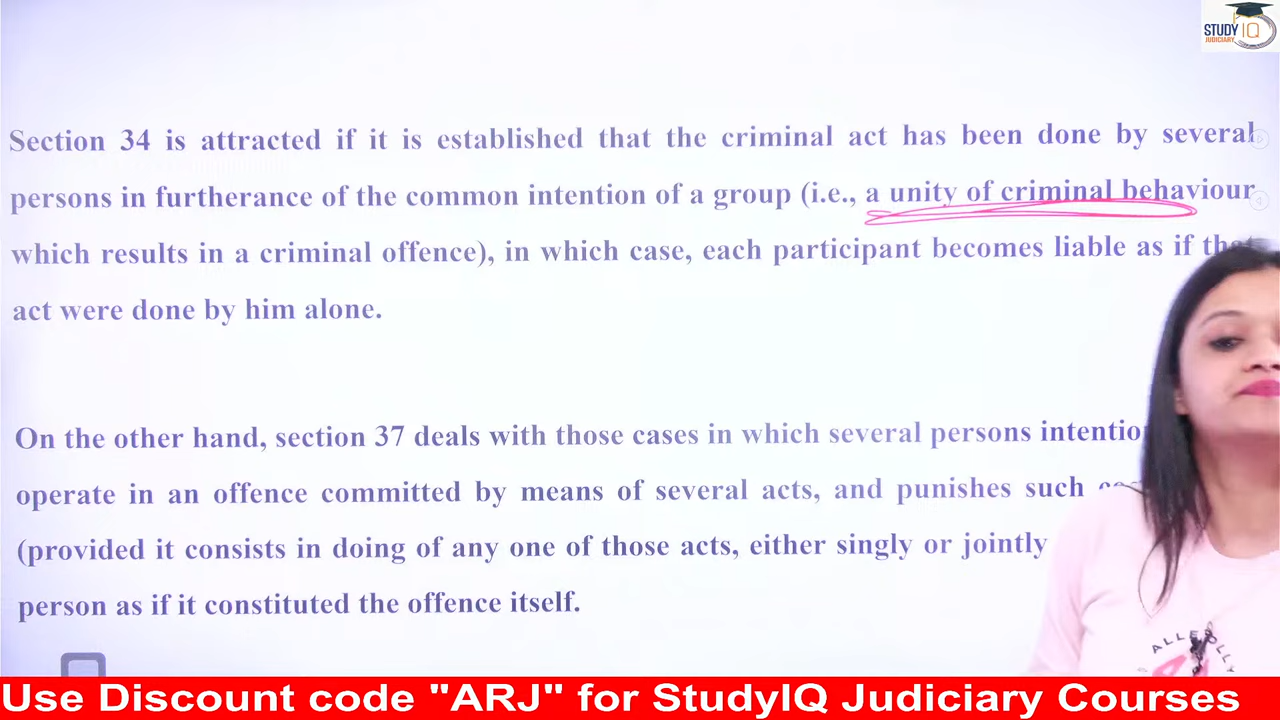 STUDY IQ
JUDICIARY
Section 34 is attracted if it is established that the criminal act has been done by several
persons in furtherance of the common intention of a group (i.e., a unity of criminal behaviour
which results in a criminal offence), in which case, each participant becomes liable as if that
act were done by him alone.
On the other hand, section 37 deals with those cases in which several persons
operate in an offence committed by means of several acts, and punishes such
(provided it consists in doing of any one of those acts, either singly or jointly
person as if it constituted the offence itself.
Use Discount code "ARJ" for StudyIQ Judiciary Courses